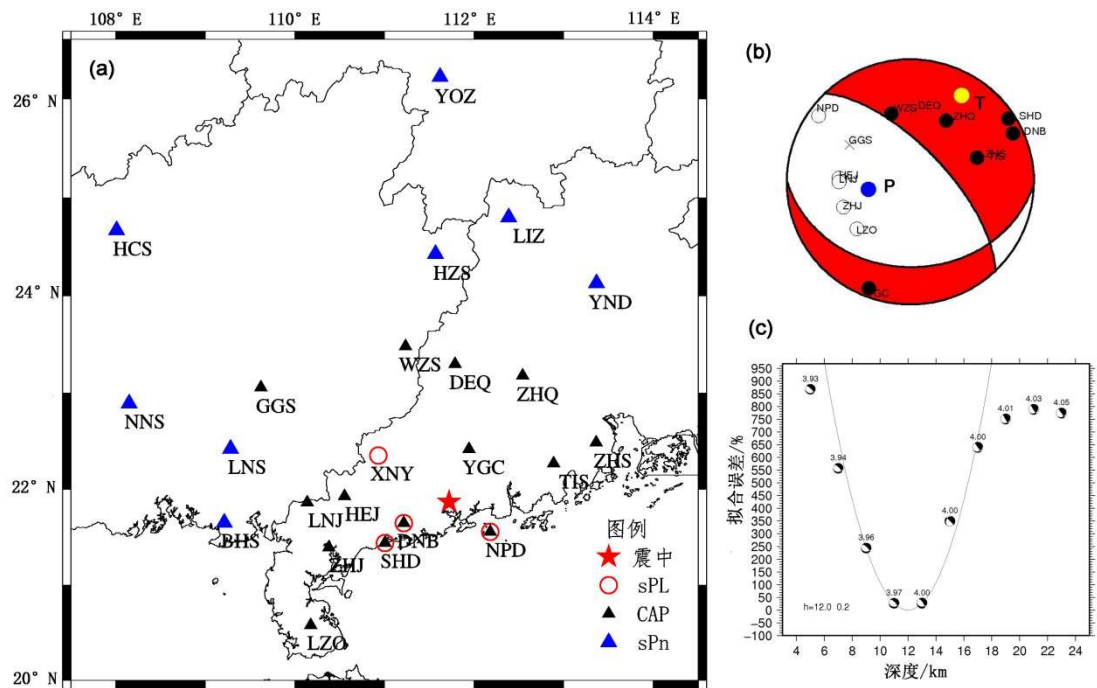 108° E 110° E 112° E 114° E
(a)
26° N
24° N
22° N
20° N
YOZ
HCS
LIZ
HZS
YND
WZS
DEQ
ZHQ
GGS
NNS
LNS
XNY
YGC
ZHS
TIS
BHS
LNJ
HEJ
DNB
NPD
SHD
ZHJ
LZO
图例
震中
sPL
CAP
sPn
(b)
NPD
WZS
DEQ
ZHQ
T
SHD
DNB
GGS
ZHS
HEJ
LNJ
P
ZHJ
LZO
(c)
拟合误差/%
950
900
850
800
750
700
650
600
550
500
450
400
350
300
250
200
150
100
50
0
-50
-100
3.93
3.94
3.96
3.97
4.00
4.00
4.00
4.01
4.03
4.05
h=12.0 0.2
4 6 8 10 12 14 16 18 20 22 24
深度/km